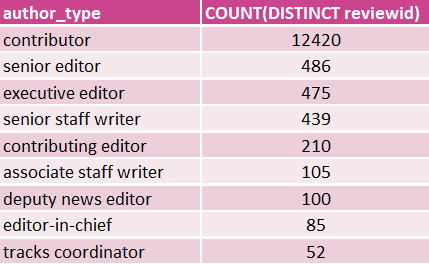 author_type COUNT(DISTINCT reviewid)
contributor 12420
senior editor 486
executive editor 475
senior staff writer 439
contributing editor 210
associate staff writer 105
deputy news editor 100
editor-in-chief 85
tracks coordinator 52